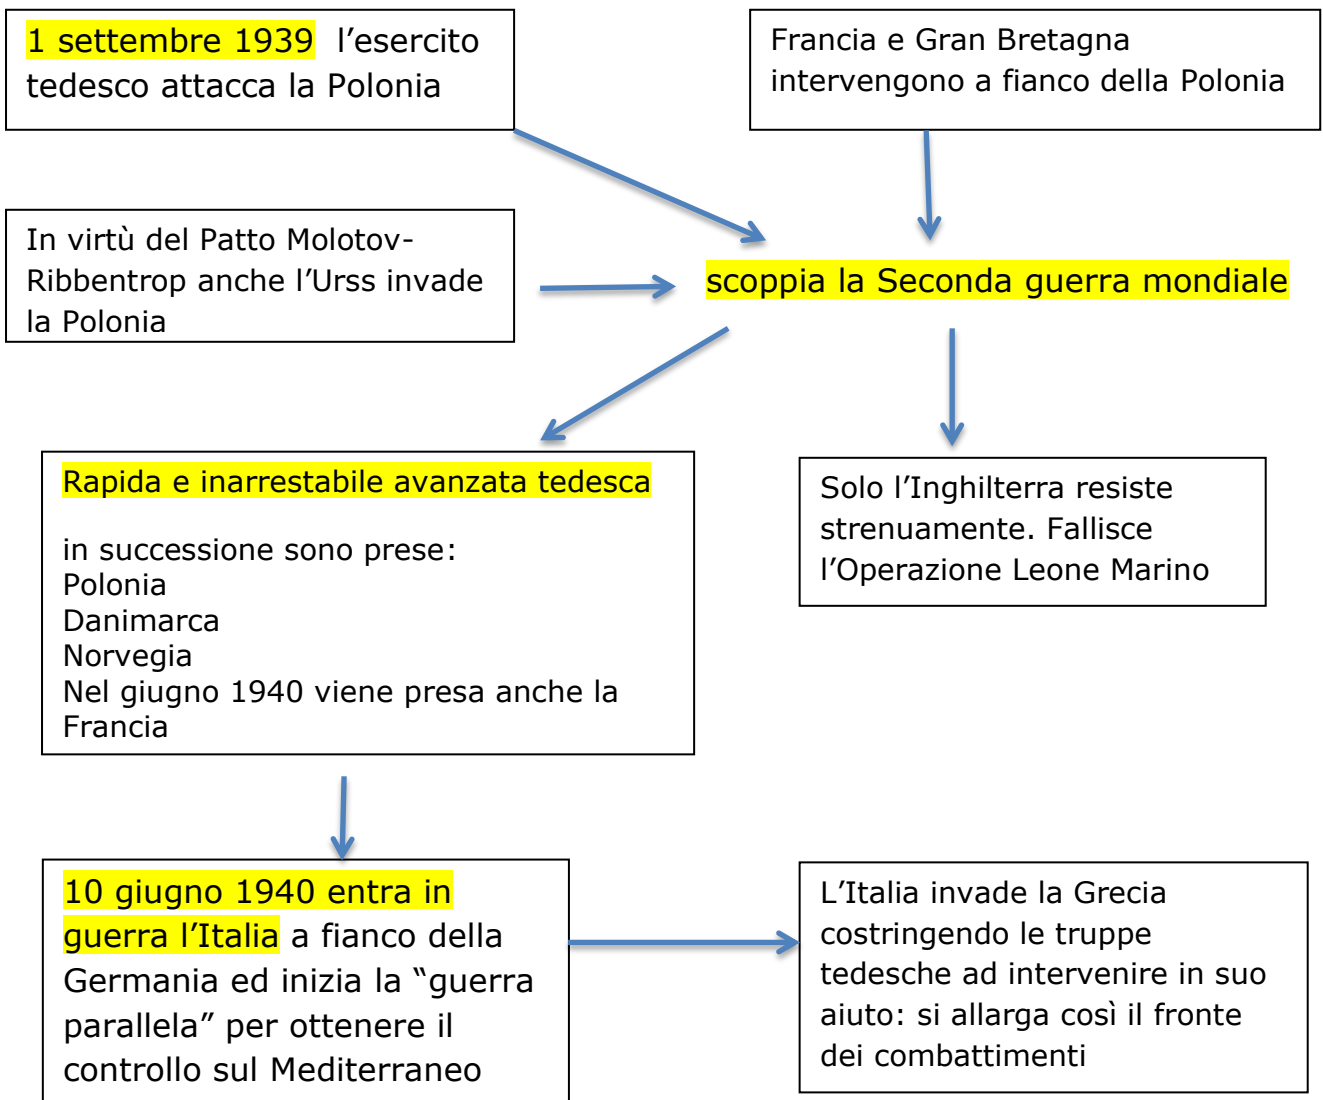 1 settembre 1939 l’esercito
tedesco attacca la Polonia
Francia e Gran Bretagna
intervengono a fianco della Polonia
In virtù del Patto Molotov-
Ribbentrop anche l’Urss invade
la Polonia
scoppia la Seconda guerra mondiale
Rapida e inarrestabile avanzata tedesca
in successione sono prese:
Polonia
Danimarca
Norvegia
Nel giugno 1940 viene presa anche la
Francia
Solo l’Inghilterra resiste
strenuamente. Fallisce
l’Operazione Leone Marino
10 giugno 1940 entra in
guerra l’Italia a fianco della
Germania ed inizia la “guerra
parallela” per ottenere il
controllo sul Mediterraneo
L’Italia invade la Grecia
costringendo le truppe
tedesche ad intervenire in suo
aiuto: si allarga così il fronte
dei combattimenti